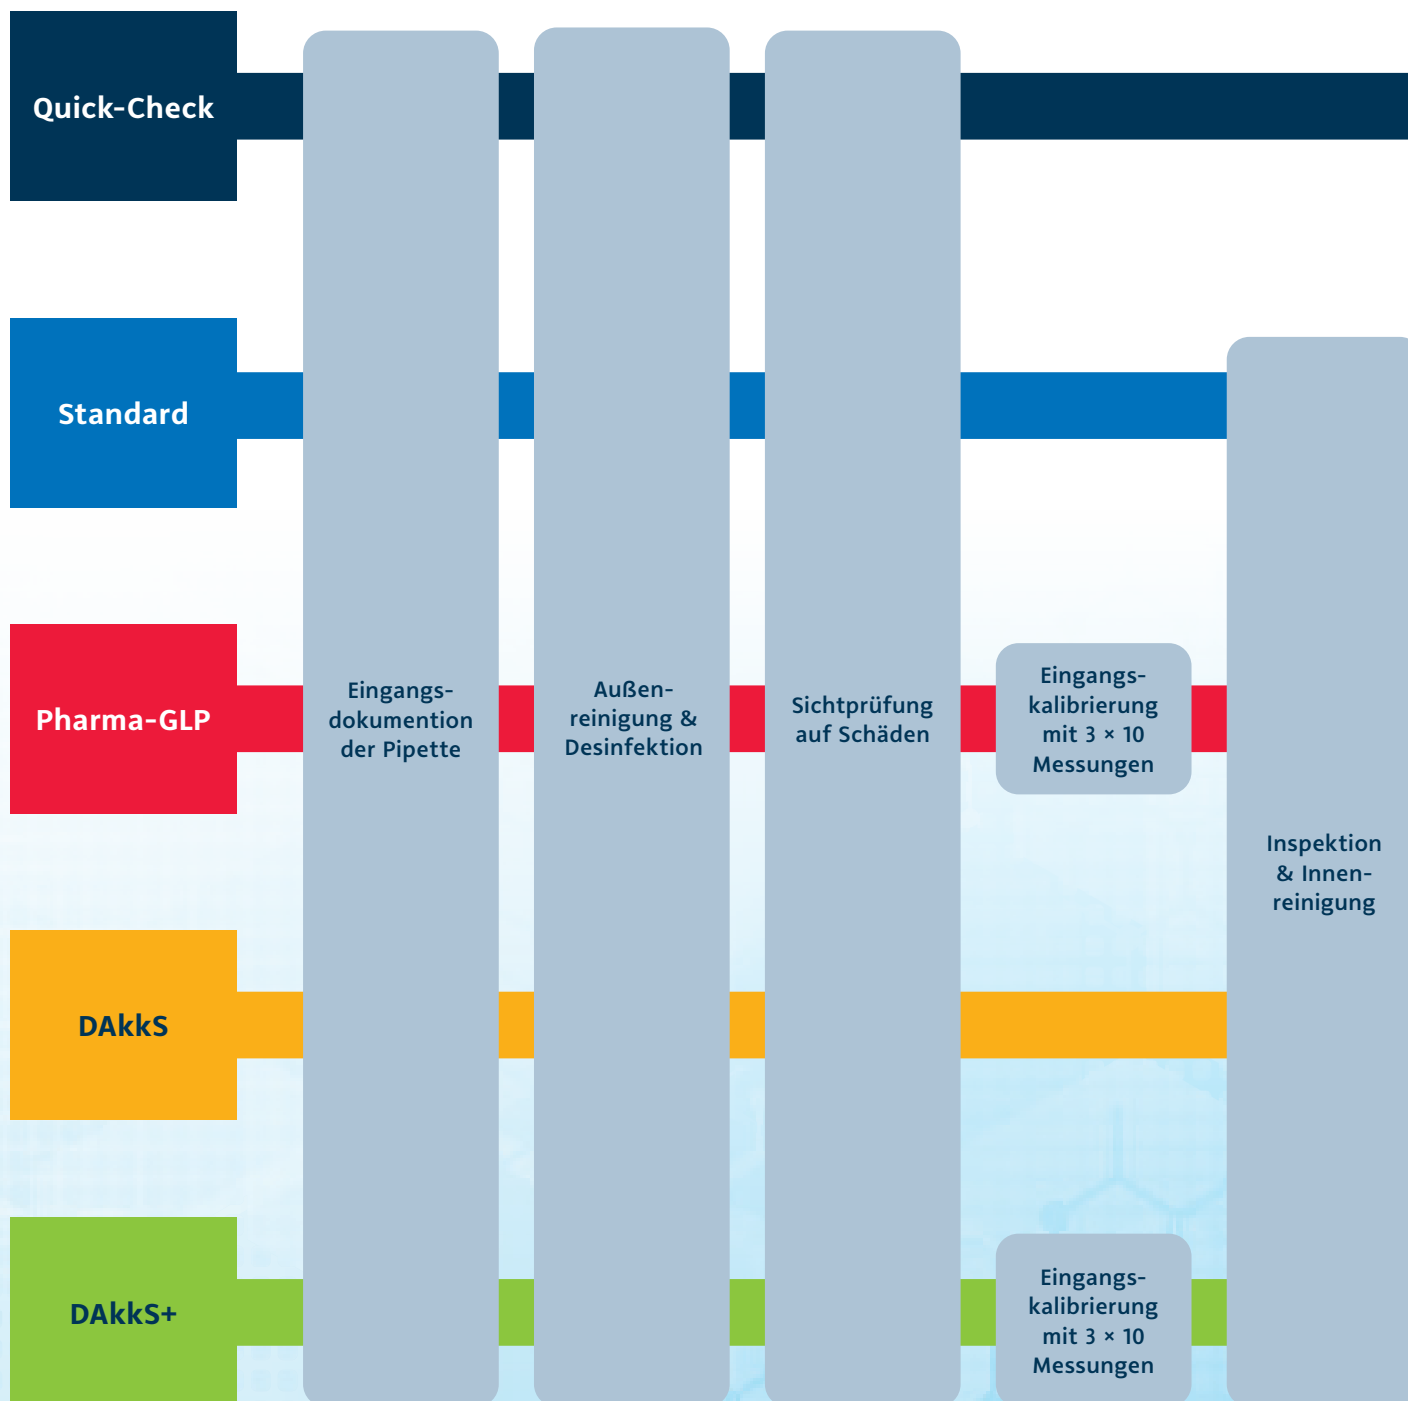 Quick-Check
Standard
Pharma-GLP
DAkkS
DAkkS+
Eingangs-
dokumention
der Pipette
Außen-
reinigung &
Desinfektion
Sichtprüfung
auf Schäden
Eingangs-
kalibrierung
mit 3 × 10
Messungen
Eingangs-
kalibrierung
mit 3 × 10
Messungen
Inspektion
& Innen-
reinigung